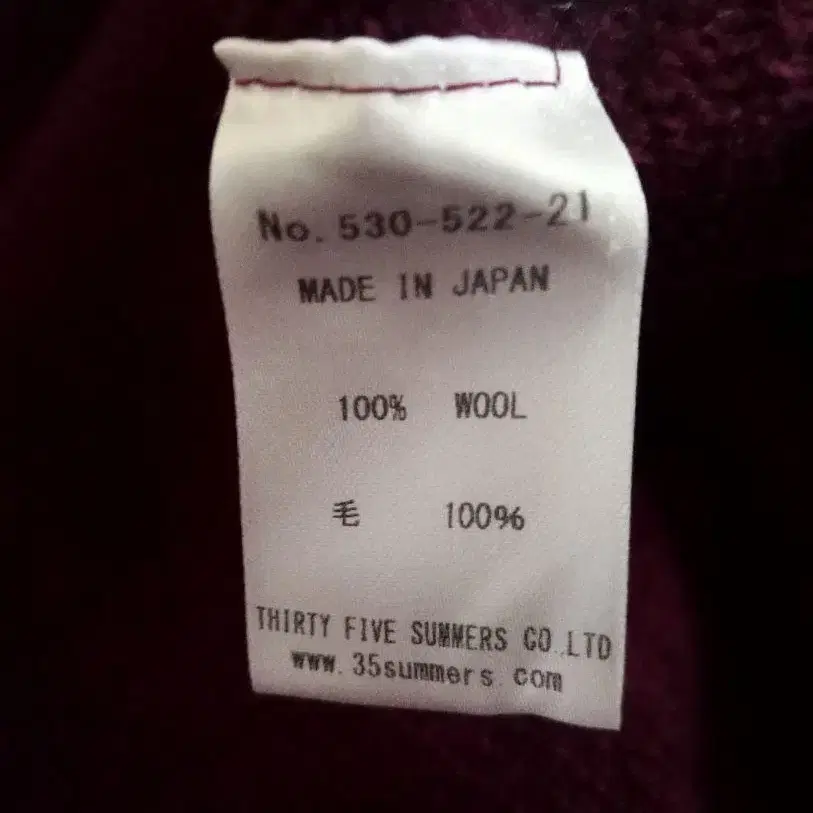 No. 530-522-21
MADE IN JAPAN
100% WOOL
毛 100%
THIRTY FIVE SUMMERS CO.,LTD
www.35summers.com